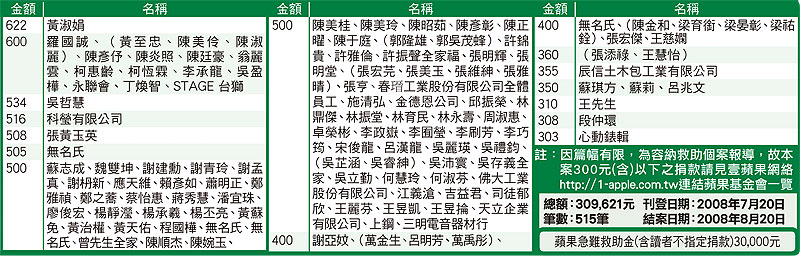 金額 名稱
622 黃淑娟
600 羅國誠、（黃至忠、陳美伶、陳淑
麗）、陳彥伃、陳炎照、陳廷豪、翁麗
雲、柯惠齡、柯恆霖、李承龍、吳盈
樺、永聯會、丁煥智、STAGE 台獅
534 吳哲慧
516 科瑩有限公司
508 張黃玉英
505 無名氏
500 蘇志成、魏雙坤、謝建勳、謝青玲、謝孟
真、謝枬新、應天維、賴彥如、蕭明正、鄭
雅禎、鄭之蕎、蔡怡惠、蔣秀慧、潘宜珠、
廖俊宏、楊靜瀅、楊承義、楊丕亮、黃蘇
免、黃治權、黃天佑、程國樺、無名氏、無
名氏、曾先生全家、陳順杰、陳婉玉、
金額 名稱
500 陳美桂、陳美玲、陳昭茹、陳彥彰、陳正
曜、陳于庭、（郭隆雄、郭吳茂蜂）、許錦
貴、許雅倫、許振聲全家福、張明輝、張
明堂、（張宏芫、張美玉、張維紳、張雅
晴）、張亨、春琣工業股份有限公司全體
員工、施清弘、金德恩公司、邱振榮、林
鼎傑、林振堂、林育民、林永壽、周淑惠、
卓榮彬、李政嶽、李囿瑩、李刷芳、李巧
筠、宋俊龍、呂漢龍、吳麗瑛、吳禮鈞、
（吳芷涵、吳睿紳）、吳沛寰、吳存義全
家、吳立勤、何慧玲、何淑芬、佛大工業
股份有限公司、江義滄、吉益君、司徒郁
欣、王麗芬、王昱凱、王昱掄、天立企業
有限公司、上鋼、三明電音器材行
400 謝亞妏、（萬金生、呂明芳、萬禹彤）、
金額 名稱
400 無名氏、（陳金和、梁育銜、梁晏彰、梁祐
銓）、張宏傑、王慈嫻
360 （張添祿、王慧怡）
355 辰信土木包工業有限公司
350 蘇琪方、蘇莉、呂兆文
310 王先生
308 段仲環
303 心動錶輯
註：因篇幅有限，為容納救助個案報導，故本
案300元(含)以下之捐款請見壹蘋果網絡
http://1-apple.com.tw連結蘋果基金會一覽
總額：309,621元 刊登日期：2008年7月20日
筆數：515筆 結案日期：2008年8月20日
蘋果急難救助金(含讀者不指定捐款)30,000元